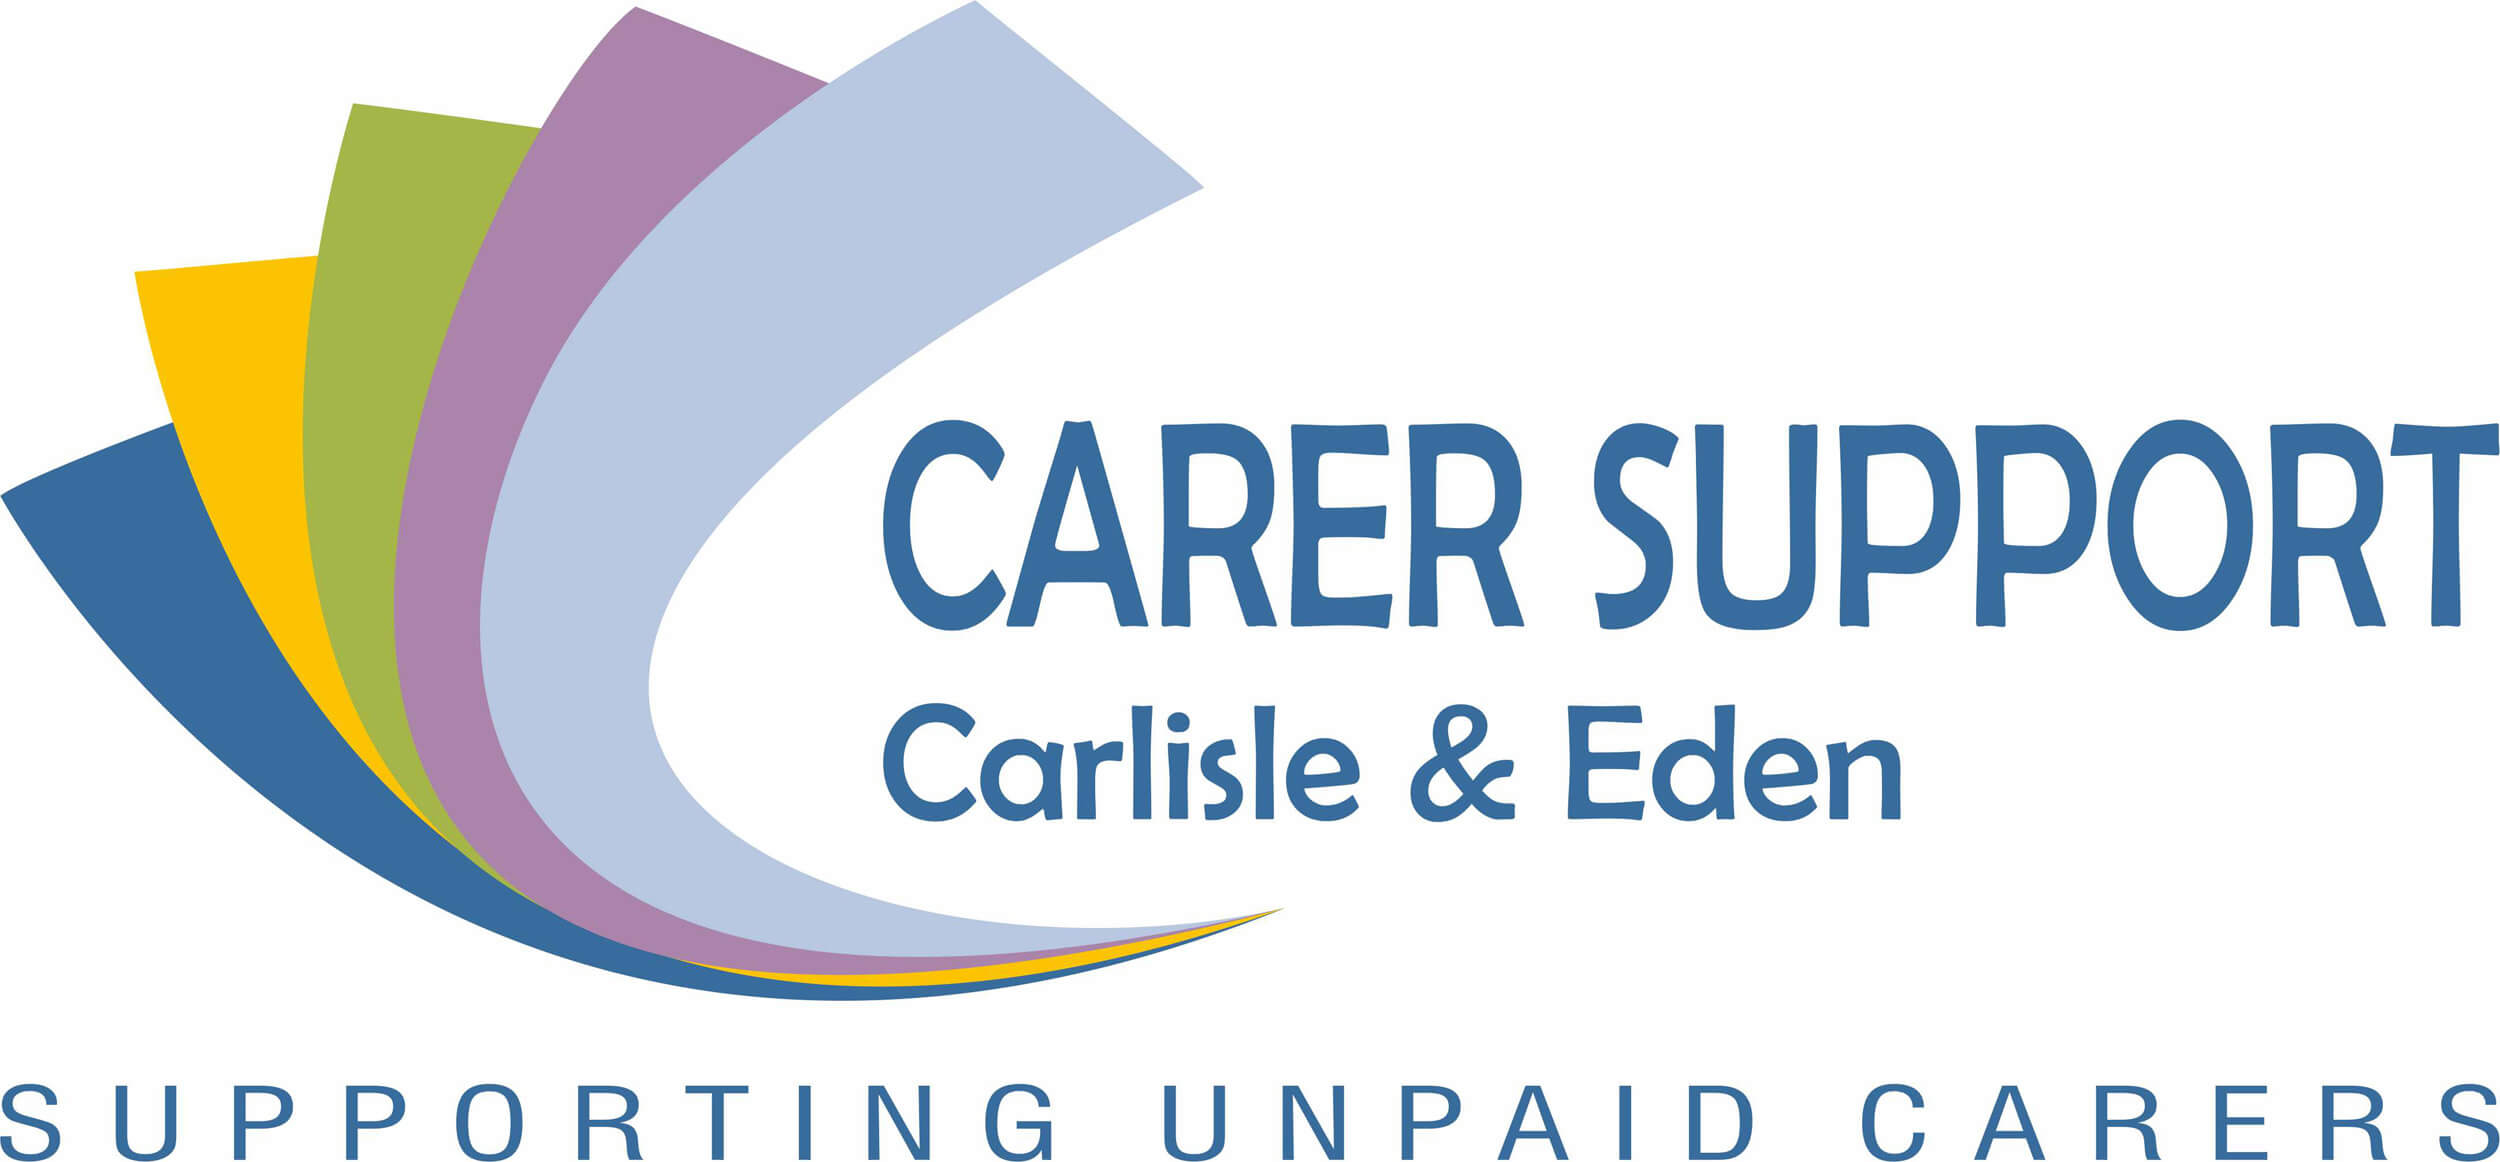 CARER SUPPORT
Carlisle & Eden
SUPPORTING UNPAID CARERS